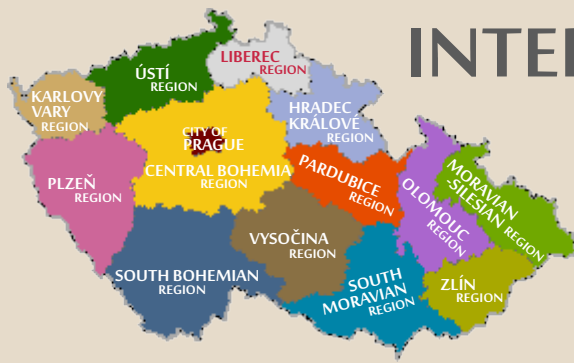 INTE
LIBEREC
REGION
ÚSTÍ
REGION
KARLOVY
VARY
REGION
HRADEC
KRÁLOVÉ
REGION
CITY OF
PRAGUE
CENTRAL BOHEMIA
REGION
PLZEŇ
REGION
PARDUBICE
REGION
MORAVIAN
-SILESIAN REGION
OLOMOUC
REGION
VYSOČINA
REGION
SOUTH BOHEMIAN
REGION
SOUTH
MORAVIAN
REGION
ZLÍN
REGION